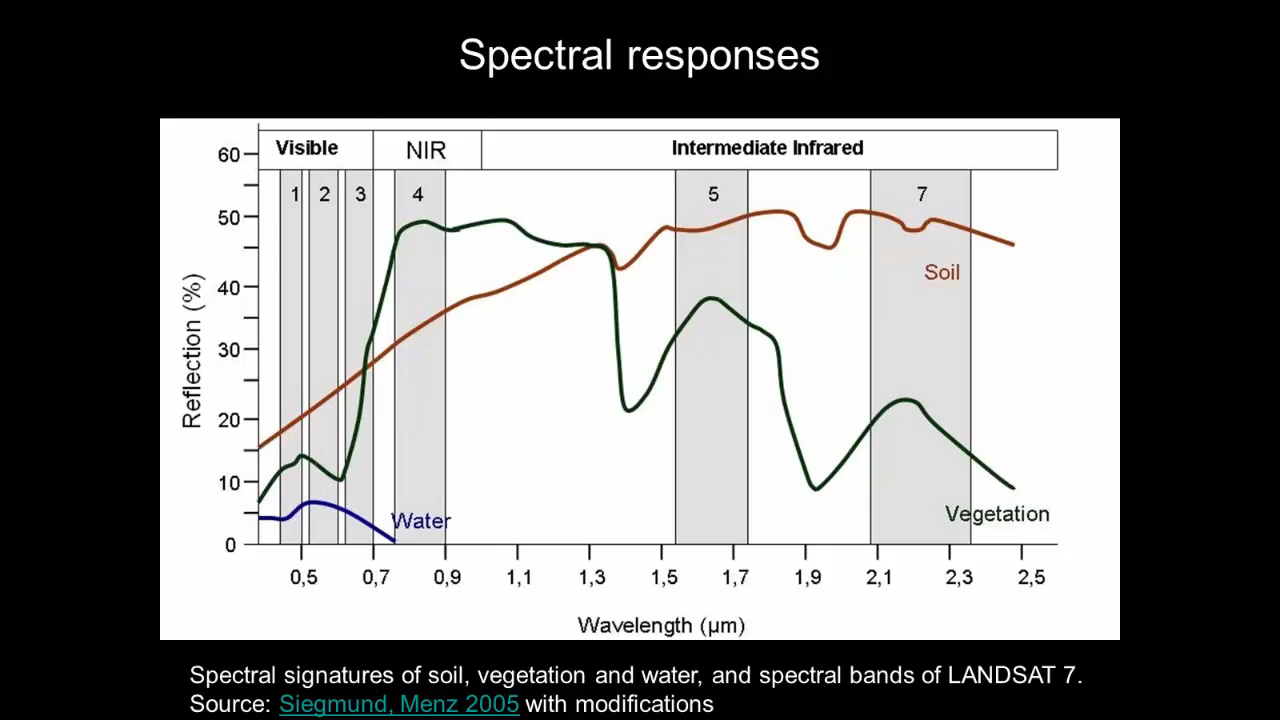 Spectral responses
Visible NIR Intermediate Infrared
1 2 3 4 5 7
60
50
40
30
20
10
0
Reflection (%)
Soil
Vegetation
Water
0,5 0,7 0,9 1,1 1,3 1,5 1,7 1,9 2,1 2,3 2,5
Wavelength (µm)
Spectral signatures of soil, vegetation and water, and spectral bands of LANDSAT 7.
Source: Siegmund, Menz 2005 with modifications